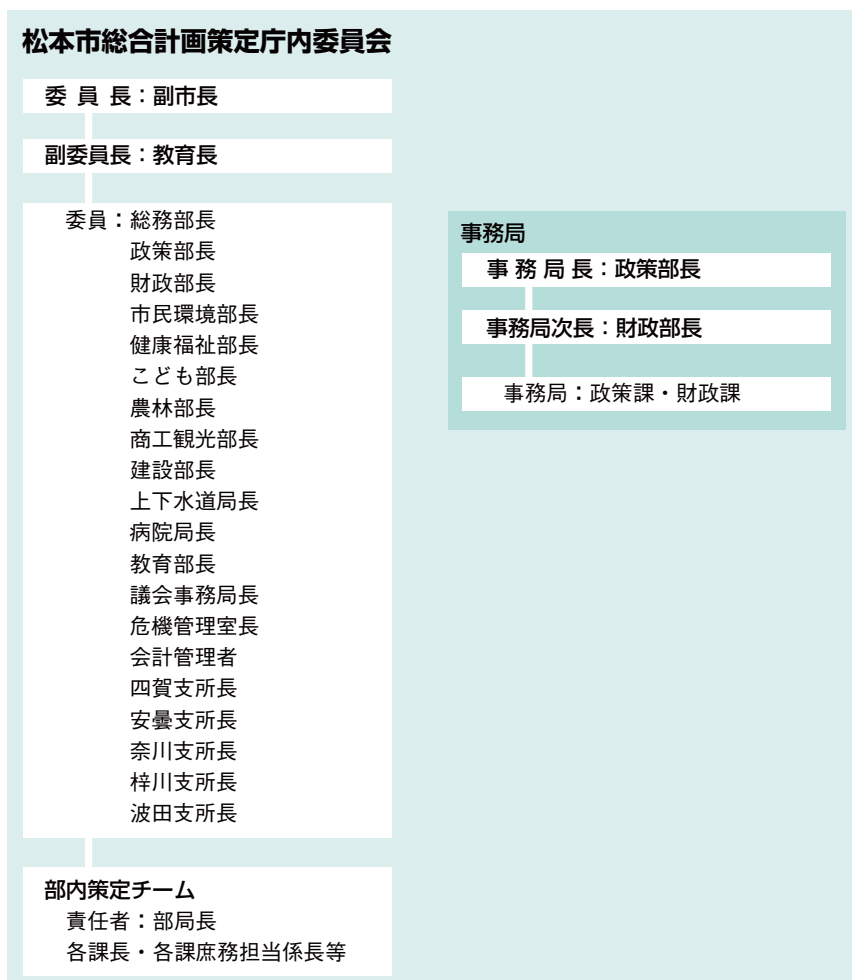 松本市総合計画策定庁内委員会
委 員 長：副市長
副委員長：教育長
委員：総務部長
政策部長
財政部長
市民環境部長
健康福祉部長
こども部長
農林部長
商工観光部長
建設部長
上下水道局長
病院局長
教育部長
議会事務局長
危機管理室長
会計管理者
四賀支所長
安曇支所長
奈川支所長
梓川支所長
波田支所長
部内策定チーム
責任者：部局長
各課長・各課庶務担当係長等
事務局
事 務 局 長：政策部長
事務局次長：財政部長
事務局：政策課・財政課